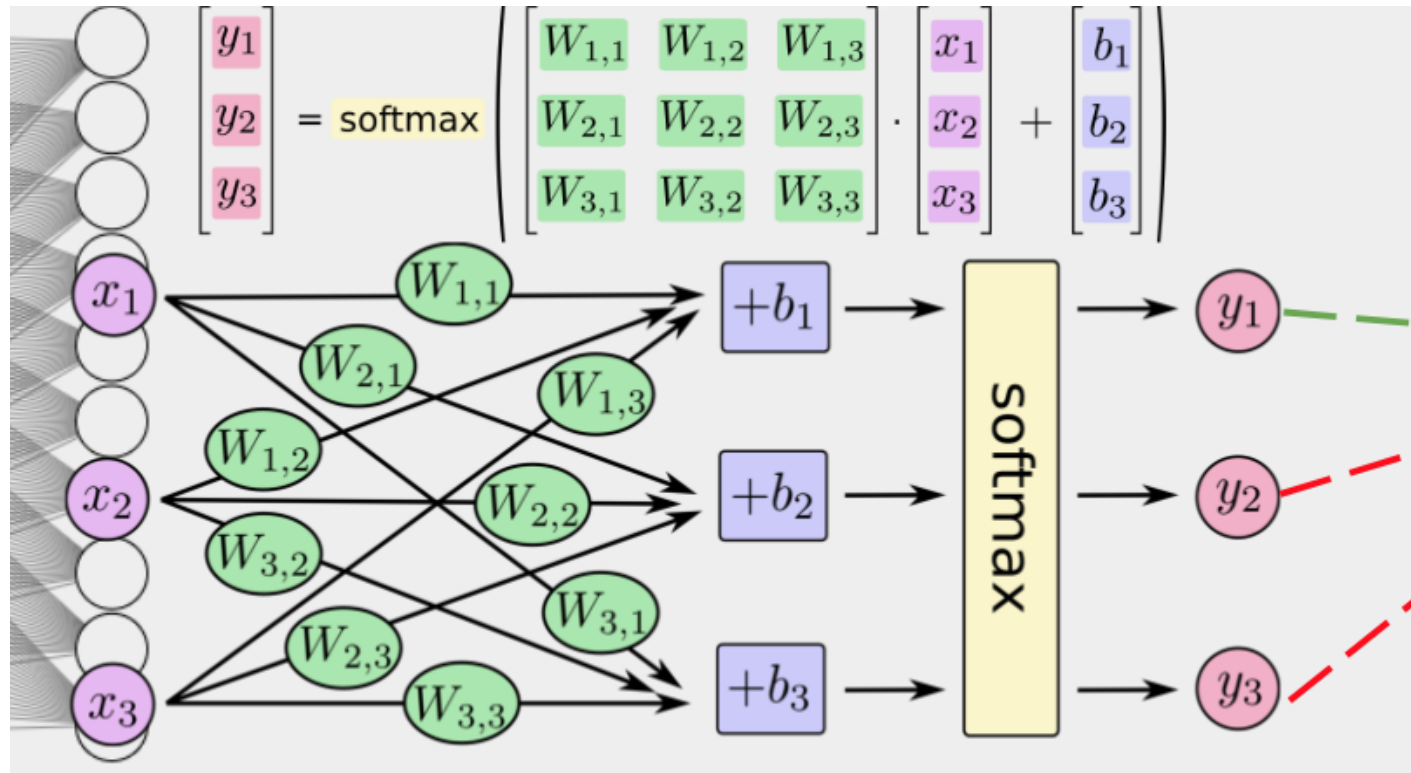 y₁ W₁,₁ W₁,₂ W₁,₃ x₁ b₁
y₂ = softmax W₂,₁ W₂,₂ W₂,₃ · x₂ + b₂
y₃ W₃,₁ W₃,₂ W₃,₃ x₃ b₃
x₁ W₁,₁ +b₁ y₁
W₂,₁
W₁,₃
W₁,₂
x₂ W₂,₂ +b₂ y₂
W₃,₂
W₃,₁
W₂,₃
x₃ W₃,₃ +b₃ y₃
softmax